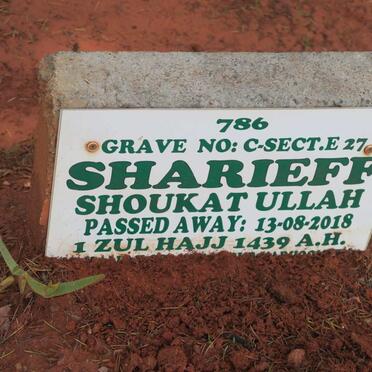 786
GRAVE NO: C-SECT.E 27
SHARIEFF
SHOUKAT ULLAH
PASSED AWAY: 13-08-2018
1 ZUL HAJJ 1439 A.H.